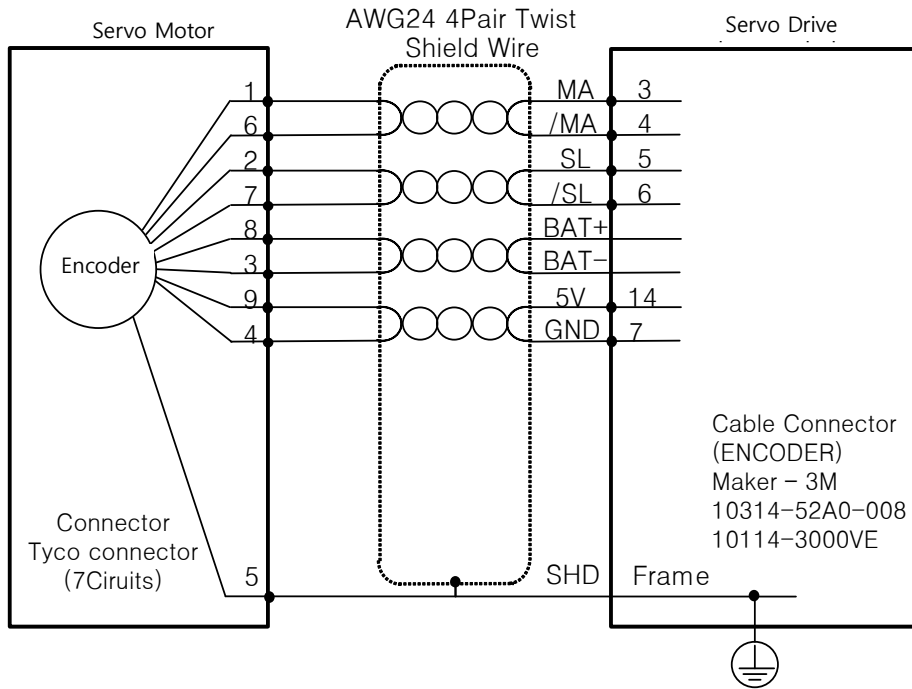 Servo Motor
AWG24 4Pair Twist
Shield Wire
Servo Drive
1
MA
3
6
/MA
4
2
SL
5
7
/SL
6
8
BAT+
3
BAT-
9
5V
14
4
GND
7
Encoder
Cable Connector
(ENCODER)
Maker - 3M
10314-52A0-008
10114-3000VE
Connector
Tyco connector
(7Ciruits)
5
SHD
Frame